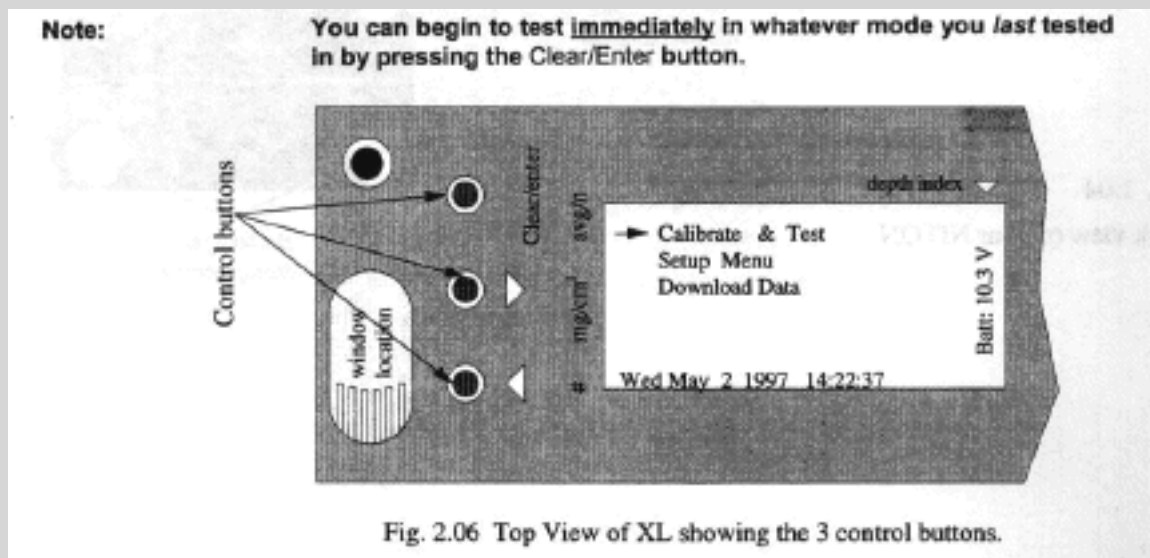 Note:
You can begin to test immediately in whatever mode you last tested
in by pressing the Clear/Enter button.
Control buttons
window
location
Clear/enter
avg/n
mg/cm²
#
depth index
Calibrate & Test
Setup Menu
Download Data
Batt: 10.3 V
Wed May 2 1997 14:22:37
Fig. 2.06 Top View of XL showing the 3 control buttons.